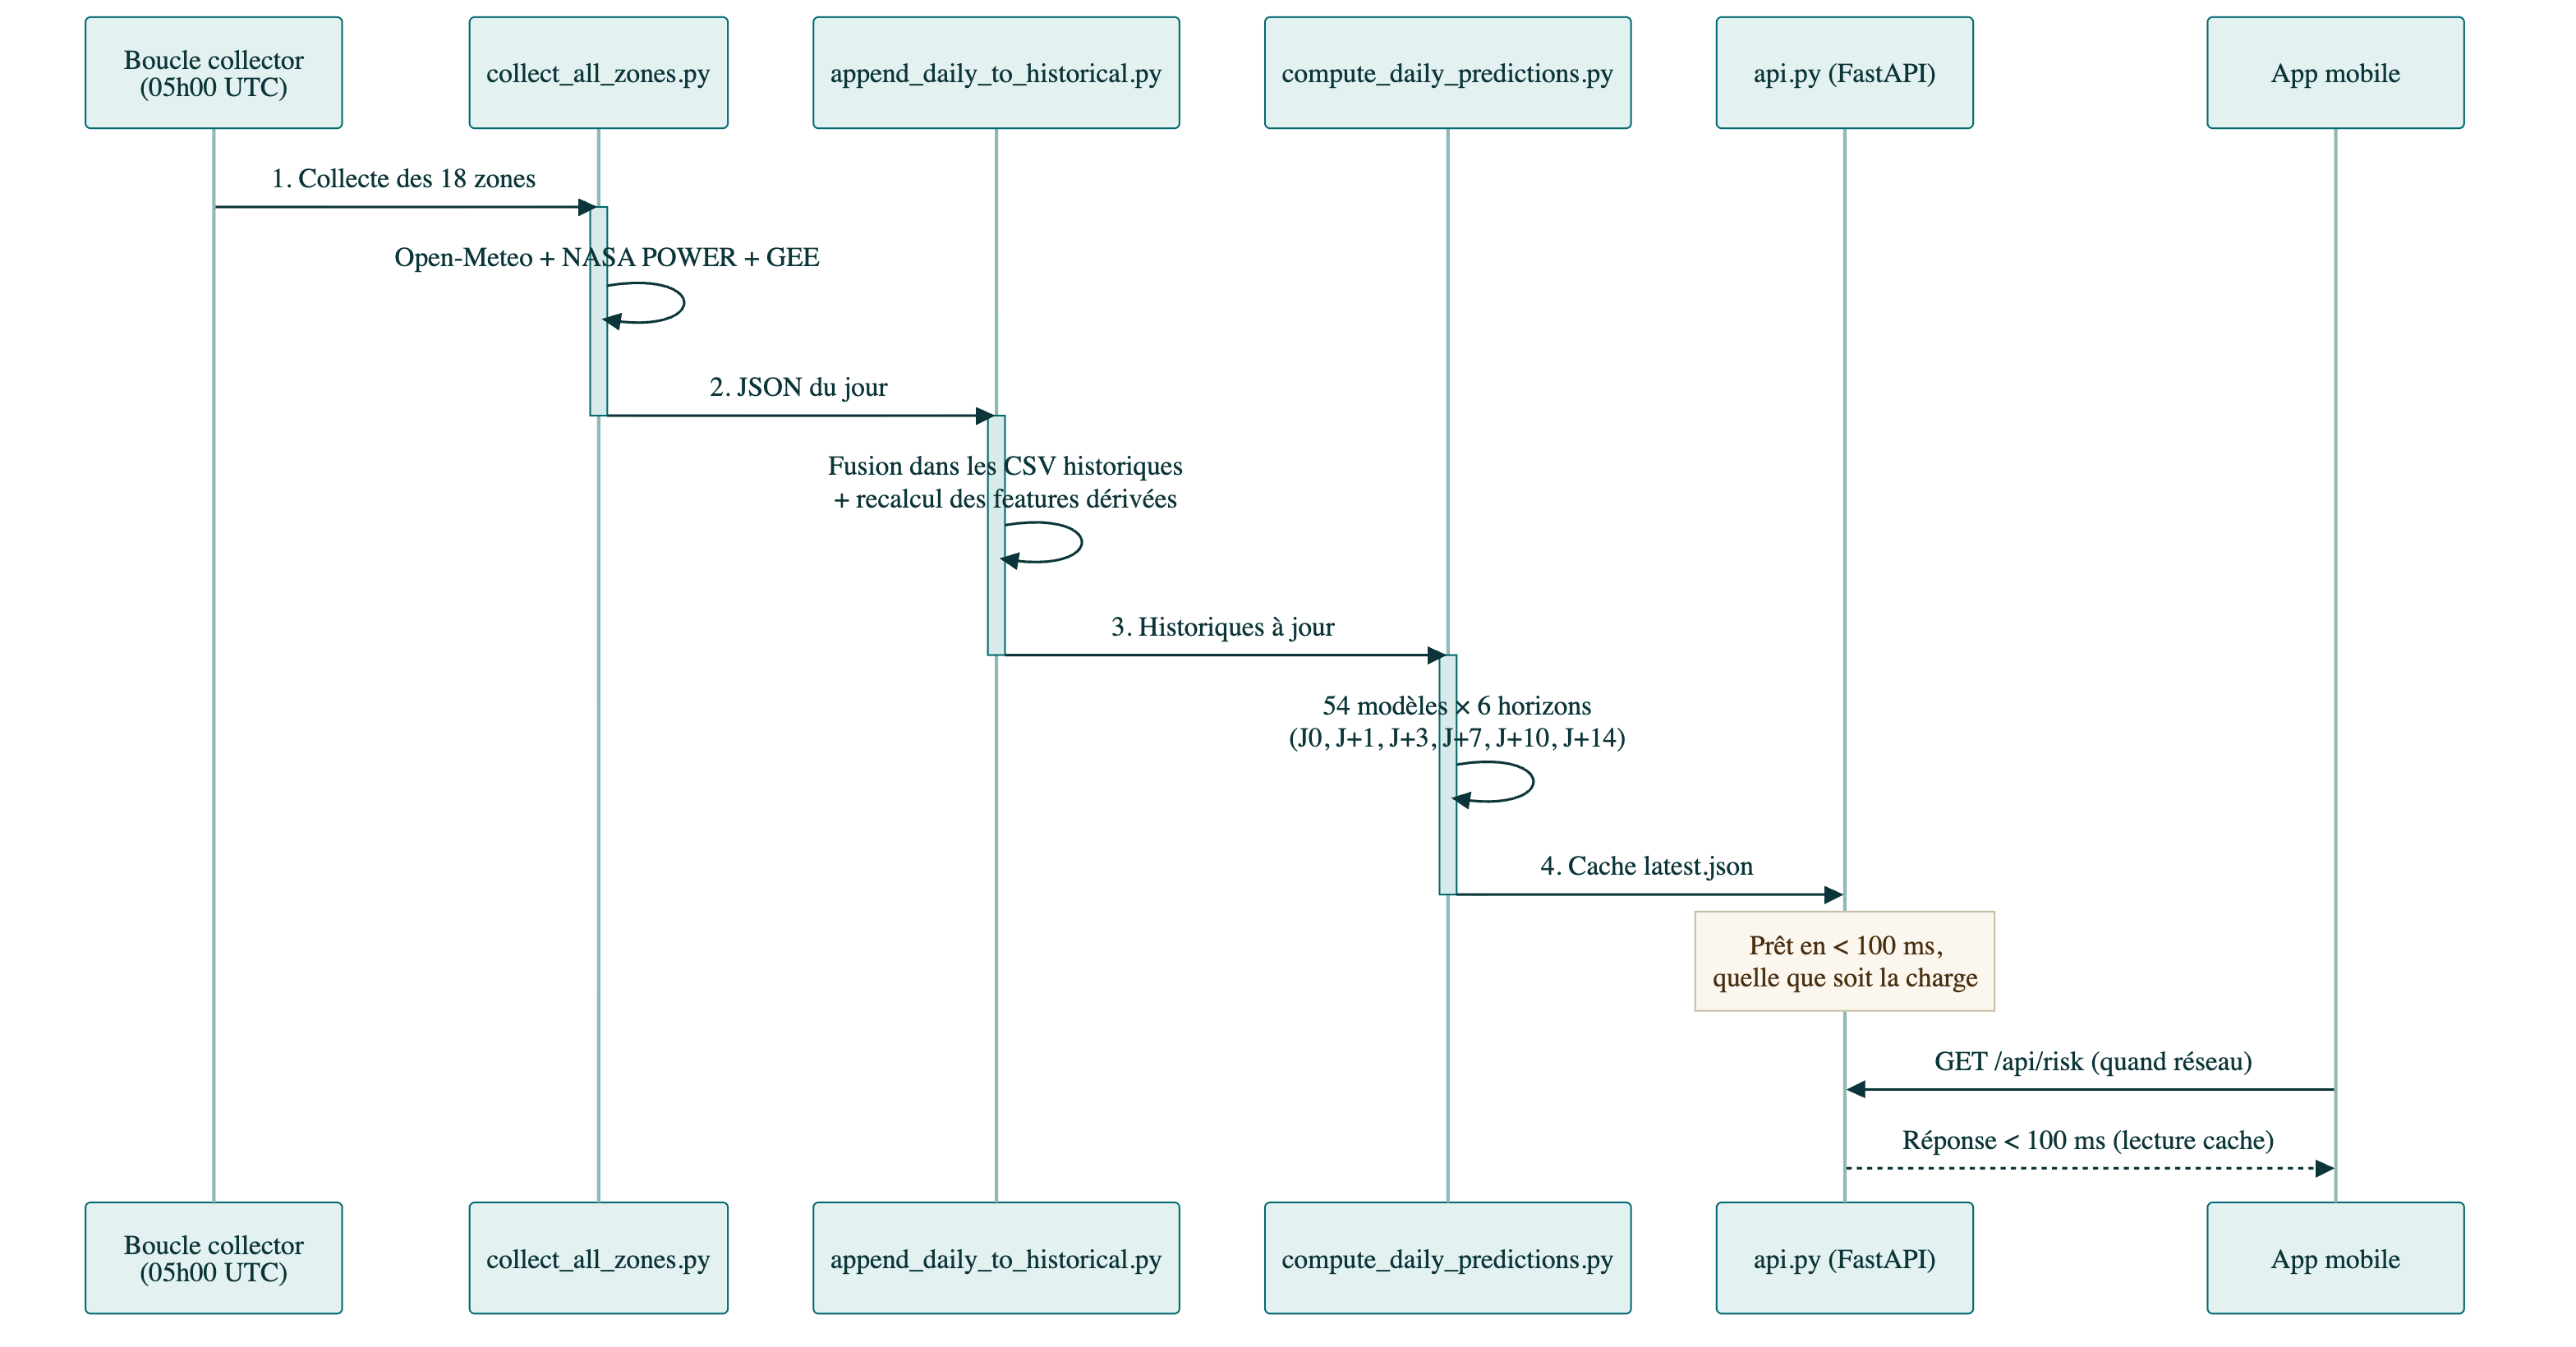 Boucle collector
(05h00 UTC)
collect_all_zones.py
append_daily_to_historical.py
compute_daily_predictions.py
api.py (FastAPI)
App mobile
1. Collecte des 18 zones
Open-Meteo + NASA POWER + GEE
2. JSON du jour
Fusion dans les CSV historiques
+ recalcul des features dérivées
3. Historiques à jour
54 modèles × 6 horizons
(J0, J+1, J+3, J+7, J+10, J+14)
4. Cache latest.json
Prêt en < 100 ms,
quelle que soit la charge
GET /api/risk (quand réseau)
Réponse < 100 ms (lecture cache)
Boucle collector
(05h00 UTC)
collect_all_zones.py
append_daily_to_historical.py
compute_daily_predictions.py
api.py (FastAPI)
App mobile